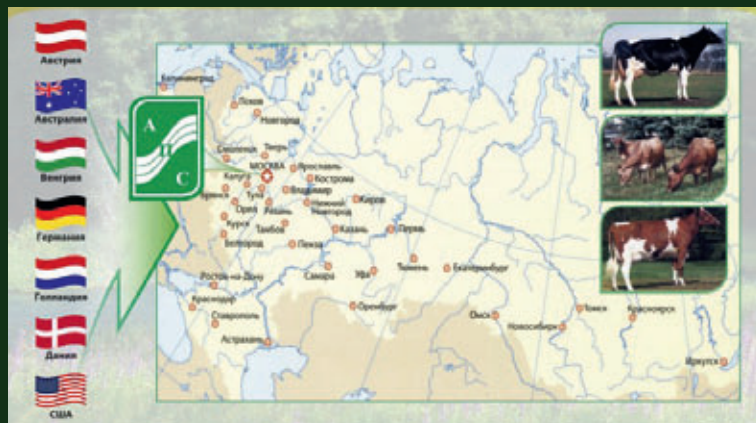 Австрия
Австралия
Венгрия
Германия
Голландия
Дания
США
А
Ц
С
Калининград
Псков
Новгород
Смоленск
Тверь
МОСКВА
Ярославль
Калуга
Кострома
Брянск
Тула
Владимир
Киров
Орёл
Рязань
Нижний
Новгород
Курск
Тамбов
Казань
Пермь
Белгород
Пенза
Ростов-на-Дону
Самара
Уфа
Тюмень
Екатеринбург
Краснодар
Ставрополь
Оренбург
Омск
Новосибирск
Томск
Красноярск
Астрахань
Иркутск